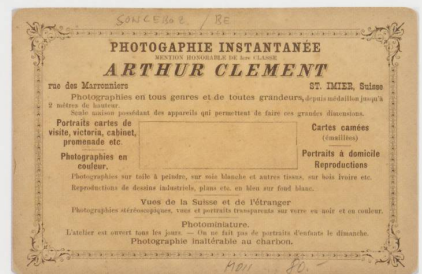 SONCEBOZ / BE
PHOTOGAPHIE INSTANTANÉE
MENTION HONORABLE DE 1re CLASSE
ARTHUR CLEMENT
rue des Marronniers ST. IMIER, Suisse
Photographies en tous genres et de toutes grandeurs, depuis médaillon jusqu'à
2 mètres de hauteur.
Seule maison possédant des appareils qui permettent de faire ces grandes dimensions.
Portraits cartes de
visite, victoria, cabinet,
promenade etc.
Photographies en
couleur.
Cartes camées
(émaillées)
Portraits à domicile
Reproductions
Photographies sur toile à peindre, sur soie blanche et autres tissus, sur bois ivoire etc.
Reproductions de dessins industriels, plans etc. en bleu sur fond blanc.
Vues de la Suisse et de l'étranger
Photographies stéréoscopiques, vues et portraits transparents sur verre en noir et en couleur.
Photominiature.
L'atelier est ouvert tous les jours. — On ne fait pas de portraits d'enfants le dimanche.
Photographie inaltérable au charbon.
80.—